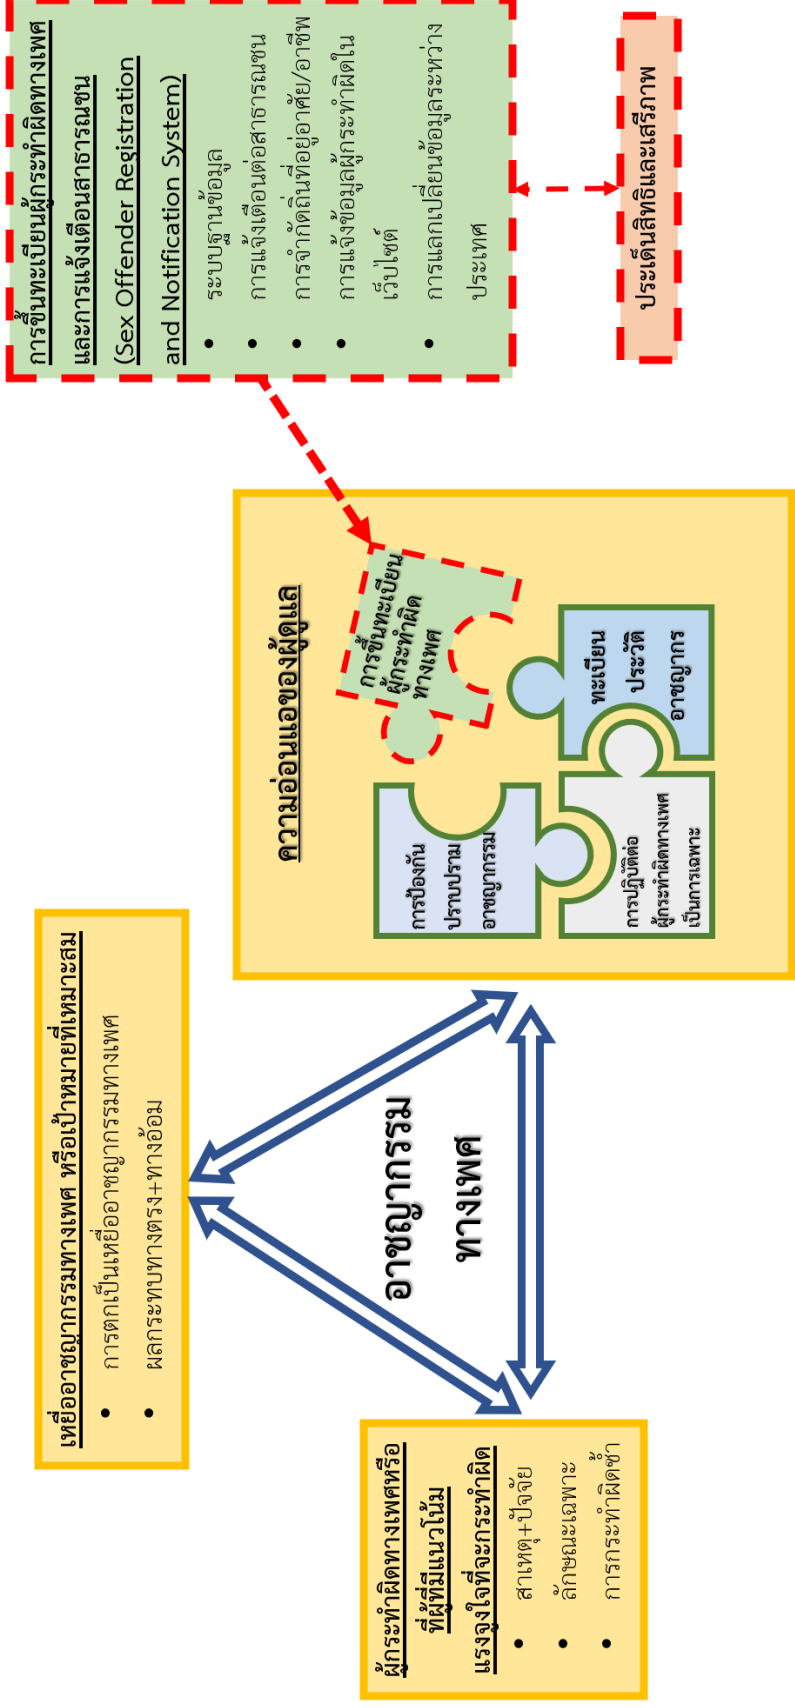 เหยื่ออาชญากรรมทางเพศ หรือเป้าหมายที่เหมาะสม
• การตกเป็นเหยื่ออาชญากรรมทางเพศ
• ผลกระทบทางตรง+ทางอ้อม
ผู้กระทำผิดทางเพศหรือ
ที่ผู้ที่มีแนวโน้ม
แรงจูงใจที่จะกระทำผิด
• สาเหตุ+ปัจจัย
• ลักษณะเฉพาะ
• การกระทำผิดซ้ำ
อาชญากรรม
ทางเพศ
ความอ่อนแอของผู้ดูแล
การป้องกัน
ปราบปราม
อาชญากรรม
การขึ้นทะเบียน
ผู้กระทำผิด
ทางเพศ
การปฏิบัติต่อ
ผู้กระทำผิดทางเพศ
เป็นการเฉพาะ
ทะเบียน
ประวัติ
อาชญากร
การขึ้นทะเบียนผู้กระทำผิดทางเพศ
และการแจ้งเตือนสาธารณชน
(Sex Offender Registration
and Notification System)
• ระบบฐานข้อมูล
• การแจ้งเตือนต่อสาธารณชน
• การจำกัดถิ่นที่อยู่อาศัย/อาชีพ
• การแจ้งข้อมูลผู้กระทำผิดใน
เว็บไซต์
• การแลกเปลี่ยนข้อมูลระหว่าง
ประเทศ
ประเด็นสิทธิและเสรีภาพ